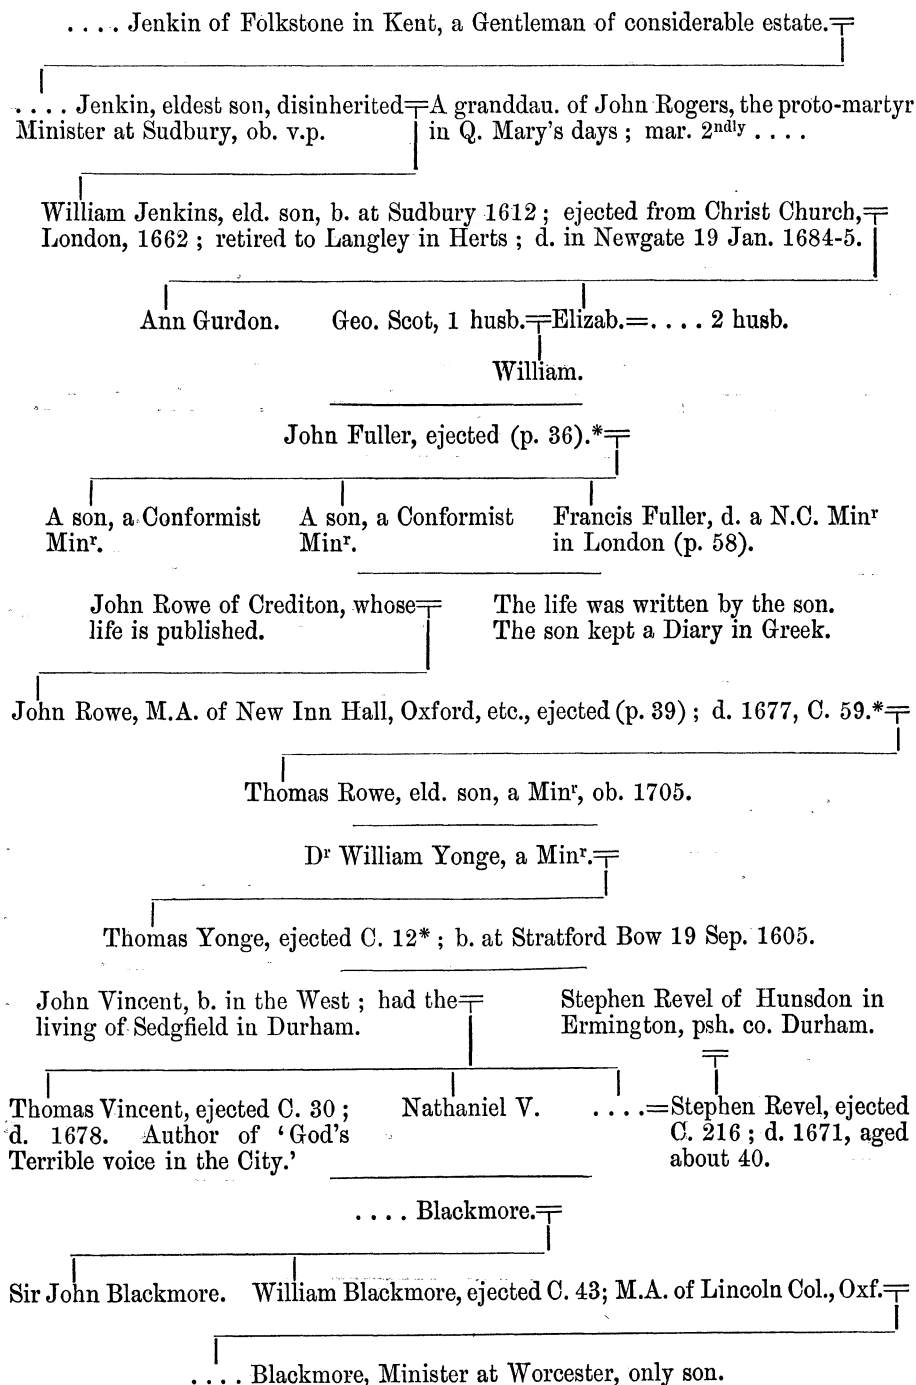 . . . . Jenkin of Folkstone in Kent, a Gentleman of considerable estate.
. . . . Jenkin, eldest son, disinherited=A granddau. of John Rogers, the proto-martyr
Minister at Sudbury, ob. v.p. in Q. Mary's days ; mar. 2ndly . . . .
William Jenkins, eld. son, b. at Sudbury 1612 ; ejected from Christ Church,=
London, 1662 ; retired to Langley in Herts ; d. in Newgate 19 Jan. 1684-5.
Ann Gurdon. Geo. Scot, 1 husb.=Elizab.=. . . . 2 husb.
William.
John Fuller, ejected (p. 36).*=
A son, a Conformist A son, a Conformist Francis Fuller, d. a N.C. Minr
Minr. Minr. in London (p. 58).
John Rowe of Crediton, whose= The life was written by the son.
life is published. The son kept a Diary in Greek.
John Rowe, M.A. of New Inn Hall, Oxford, etc., ejected (p. 39) ; d. 1677, C. 59.*=
Thomas Rowe, eld. son, a Minr, ob. 1705.
Dr William Yonge, a Minr.=
Thomas Yonge, ejected C. 12* ; b. at Stratford Bow 19 Sep. 1605.
John Vincent, b. in the West ; had the= Stephen Revel of Hunsdon in
living of Sedgfield in Durham. Ermington, psh. co. Durham.
=
Thomas Vincent, ejected C. 30 ; Nathaniel V. . . . .=Stephen Revel, ejected
d. 1678. Author of 'God's C. 216 ; d. 1671, aged
Terrible voice in the City.' about 40.
. . . . Blackmore.=
Sir John Blackmore. William Blackmore, ejected C. 43; M.A. of Lincoln Col., Oxf.=
. . . . Blackmore, Minister at Worcester, only son.